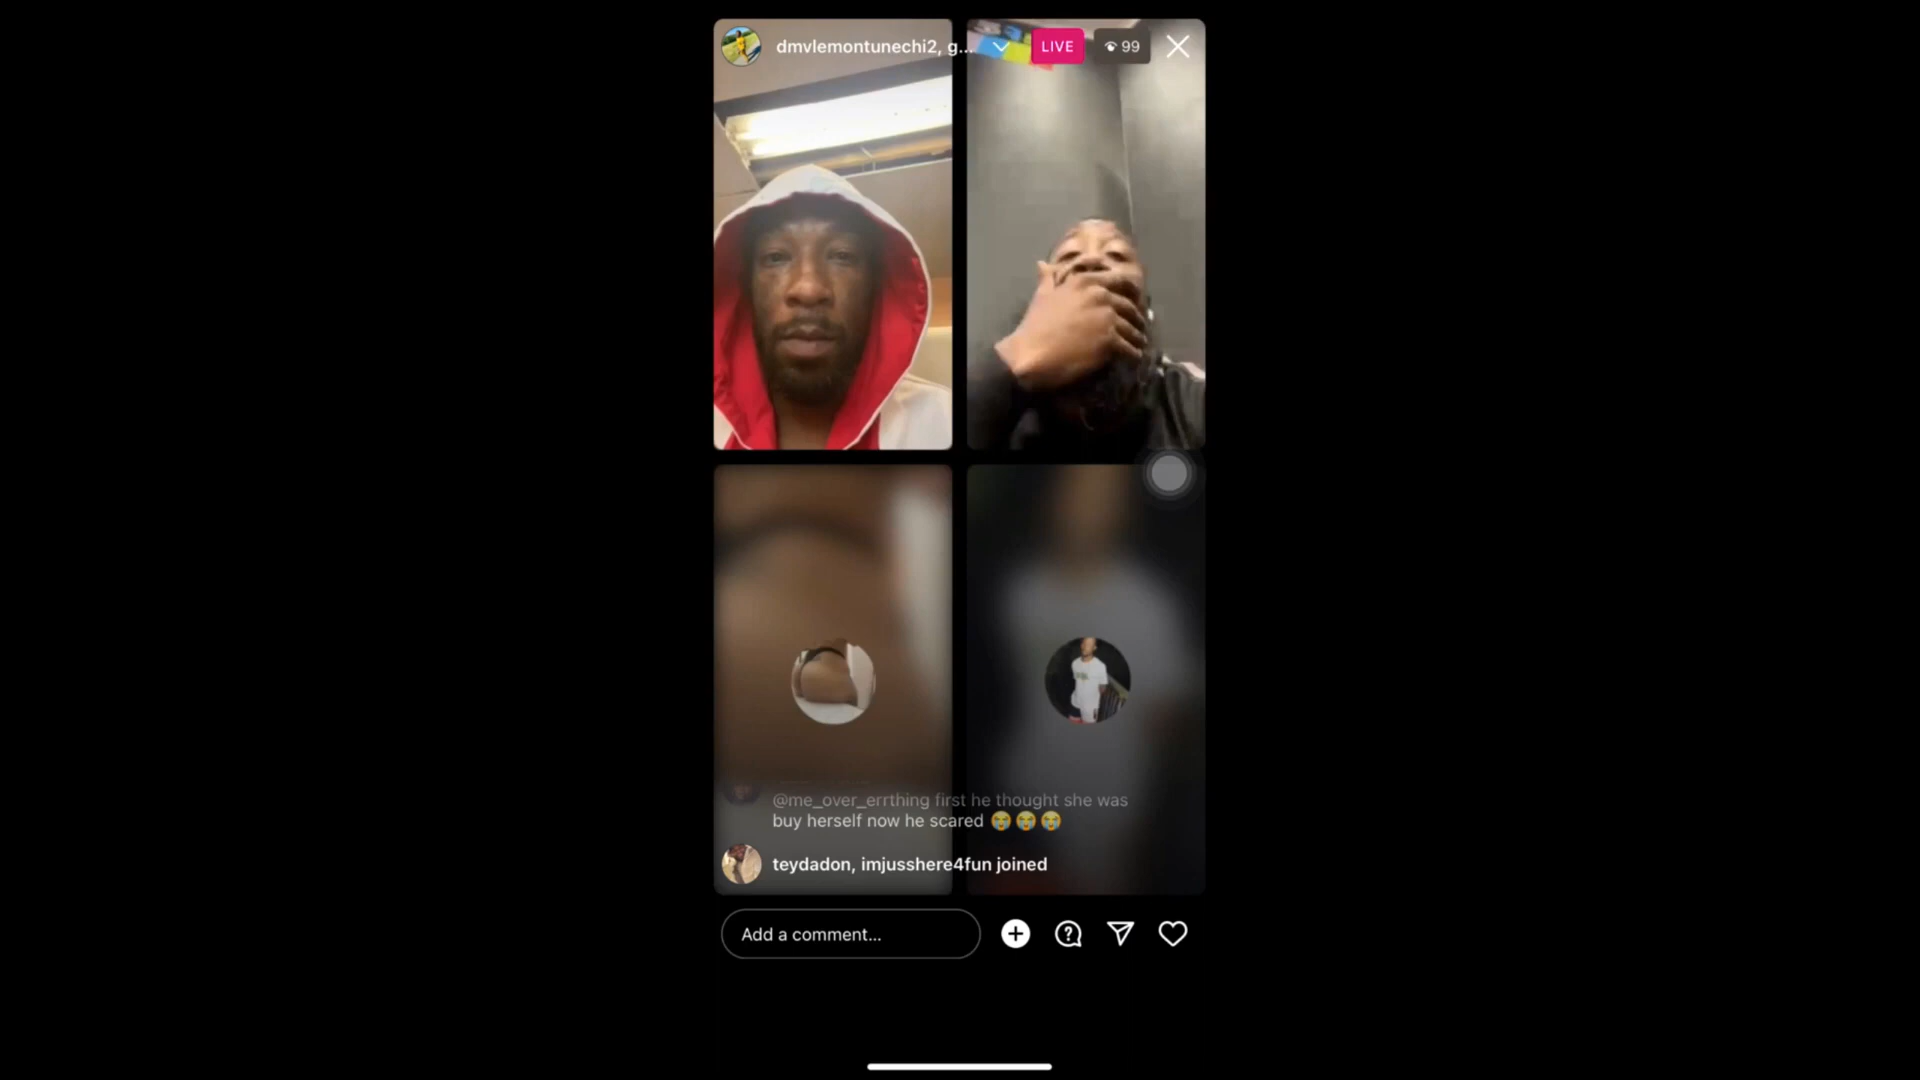 dmvlemontunechi2, g...
LIVE
99
@me_over_errthing first he thought she was
buy herself now he scared 😭😭😭
teydadon, imjusshere4fun joined
Add a comment...